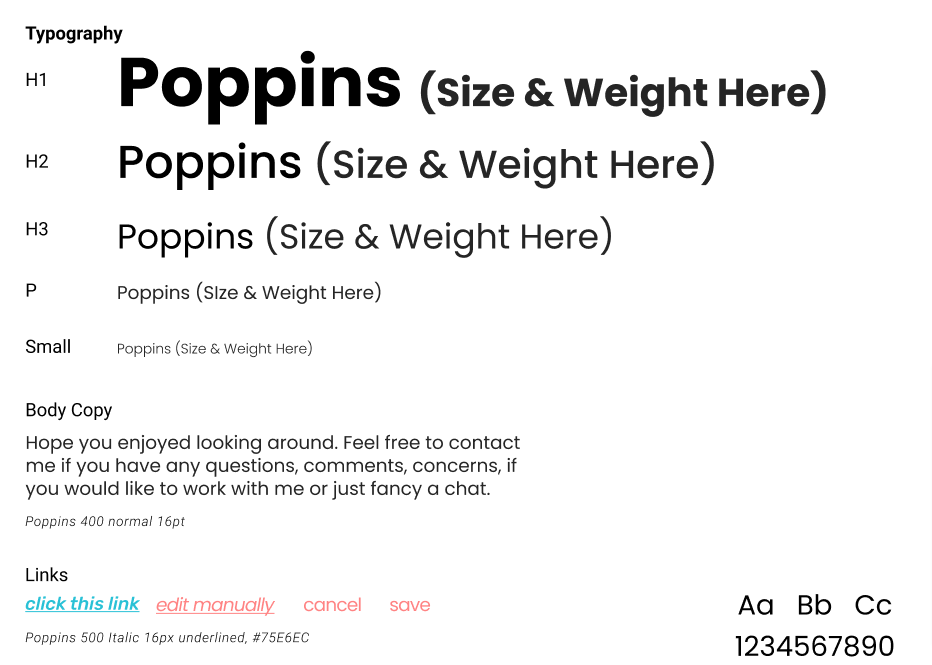 Typography
H1 Poppins (Size & Weight Here)
H2 Poppins (Size & Weight Here)
H3 Poppins (Size & Weight Here)
P Poppins (SIze & Weight Here)
Small Poppins (Size & Weight Here)
Body Copy
Hope you enjoyed looking around. Feel free to contact
me if you have any questions, comments, concerns, if
you would like to work with me or just fancy a chat.
Poppins 400 normal 16pt
Links
click this link edit manually cancel save
Poppins 500 Italic 16px underlined, #75E6EC
Aa Bb Cc
1234567890